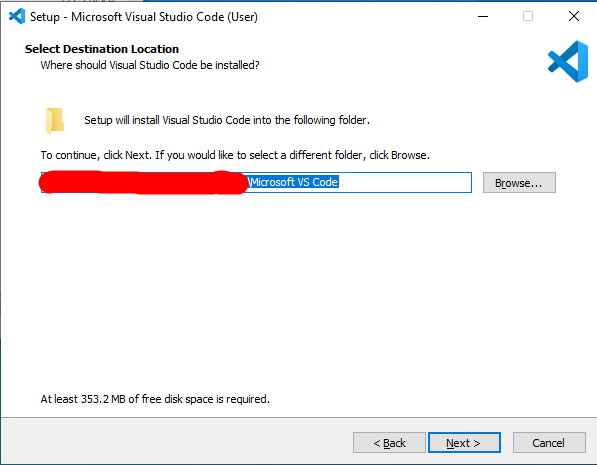 Setup - Microsoft Visual Studio Code (User)
Select Destination Location
Where should Visual Studio Code be installed?
Setup will install Visual Studio Code into the following folder.
To continue, click Next. If you would like to select a different folder, click Browse.
\Microsoft VS Code
Browse...
At least 353.2 MB of free disk space is required.
< Back
Next >
Cancel